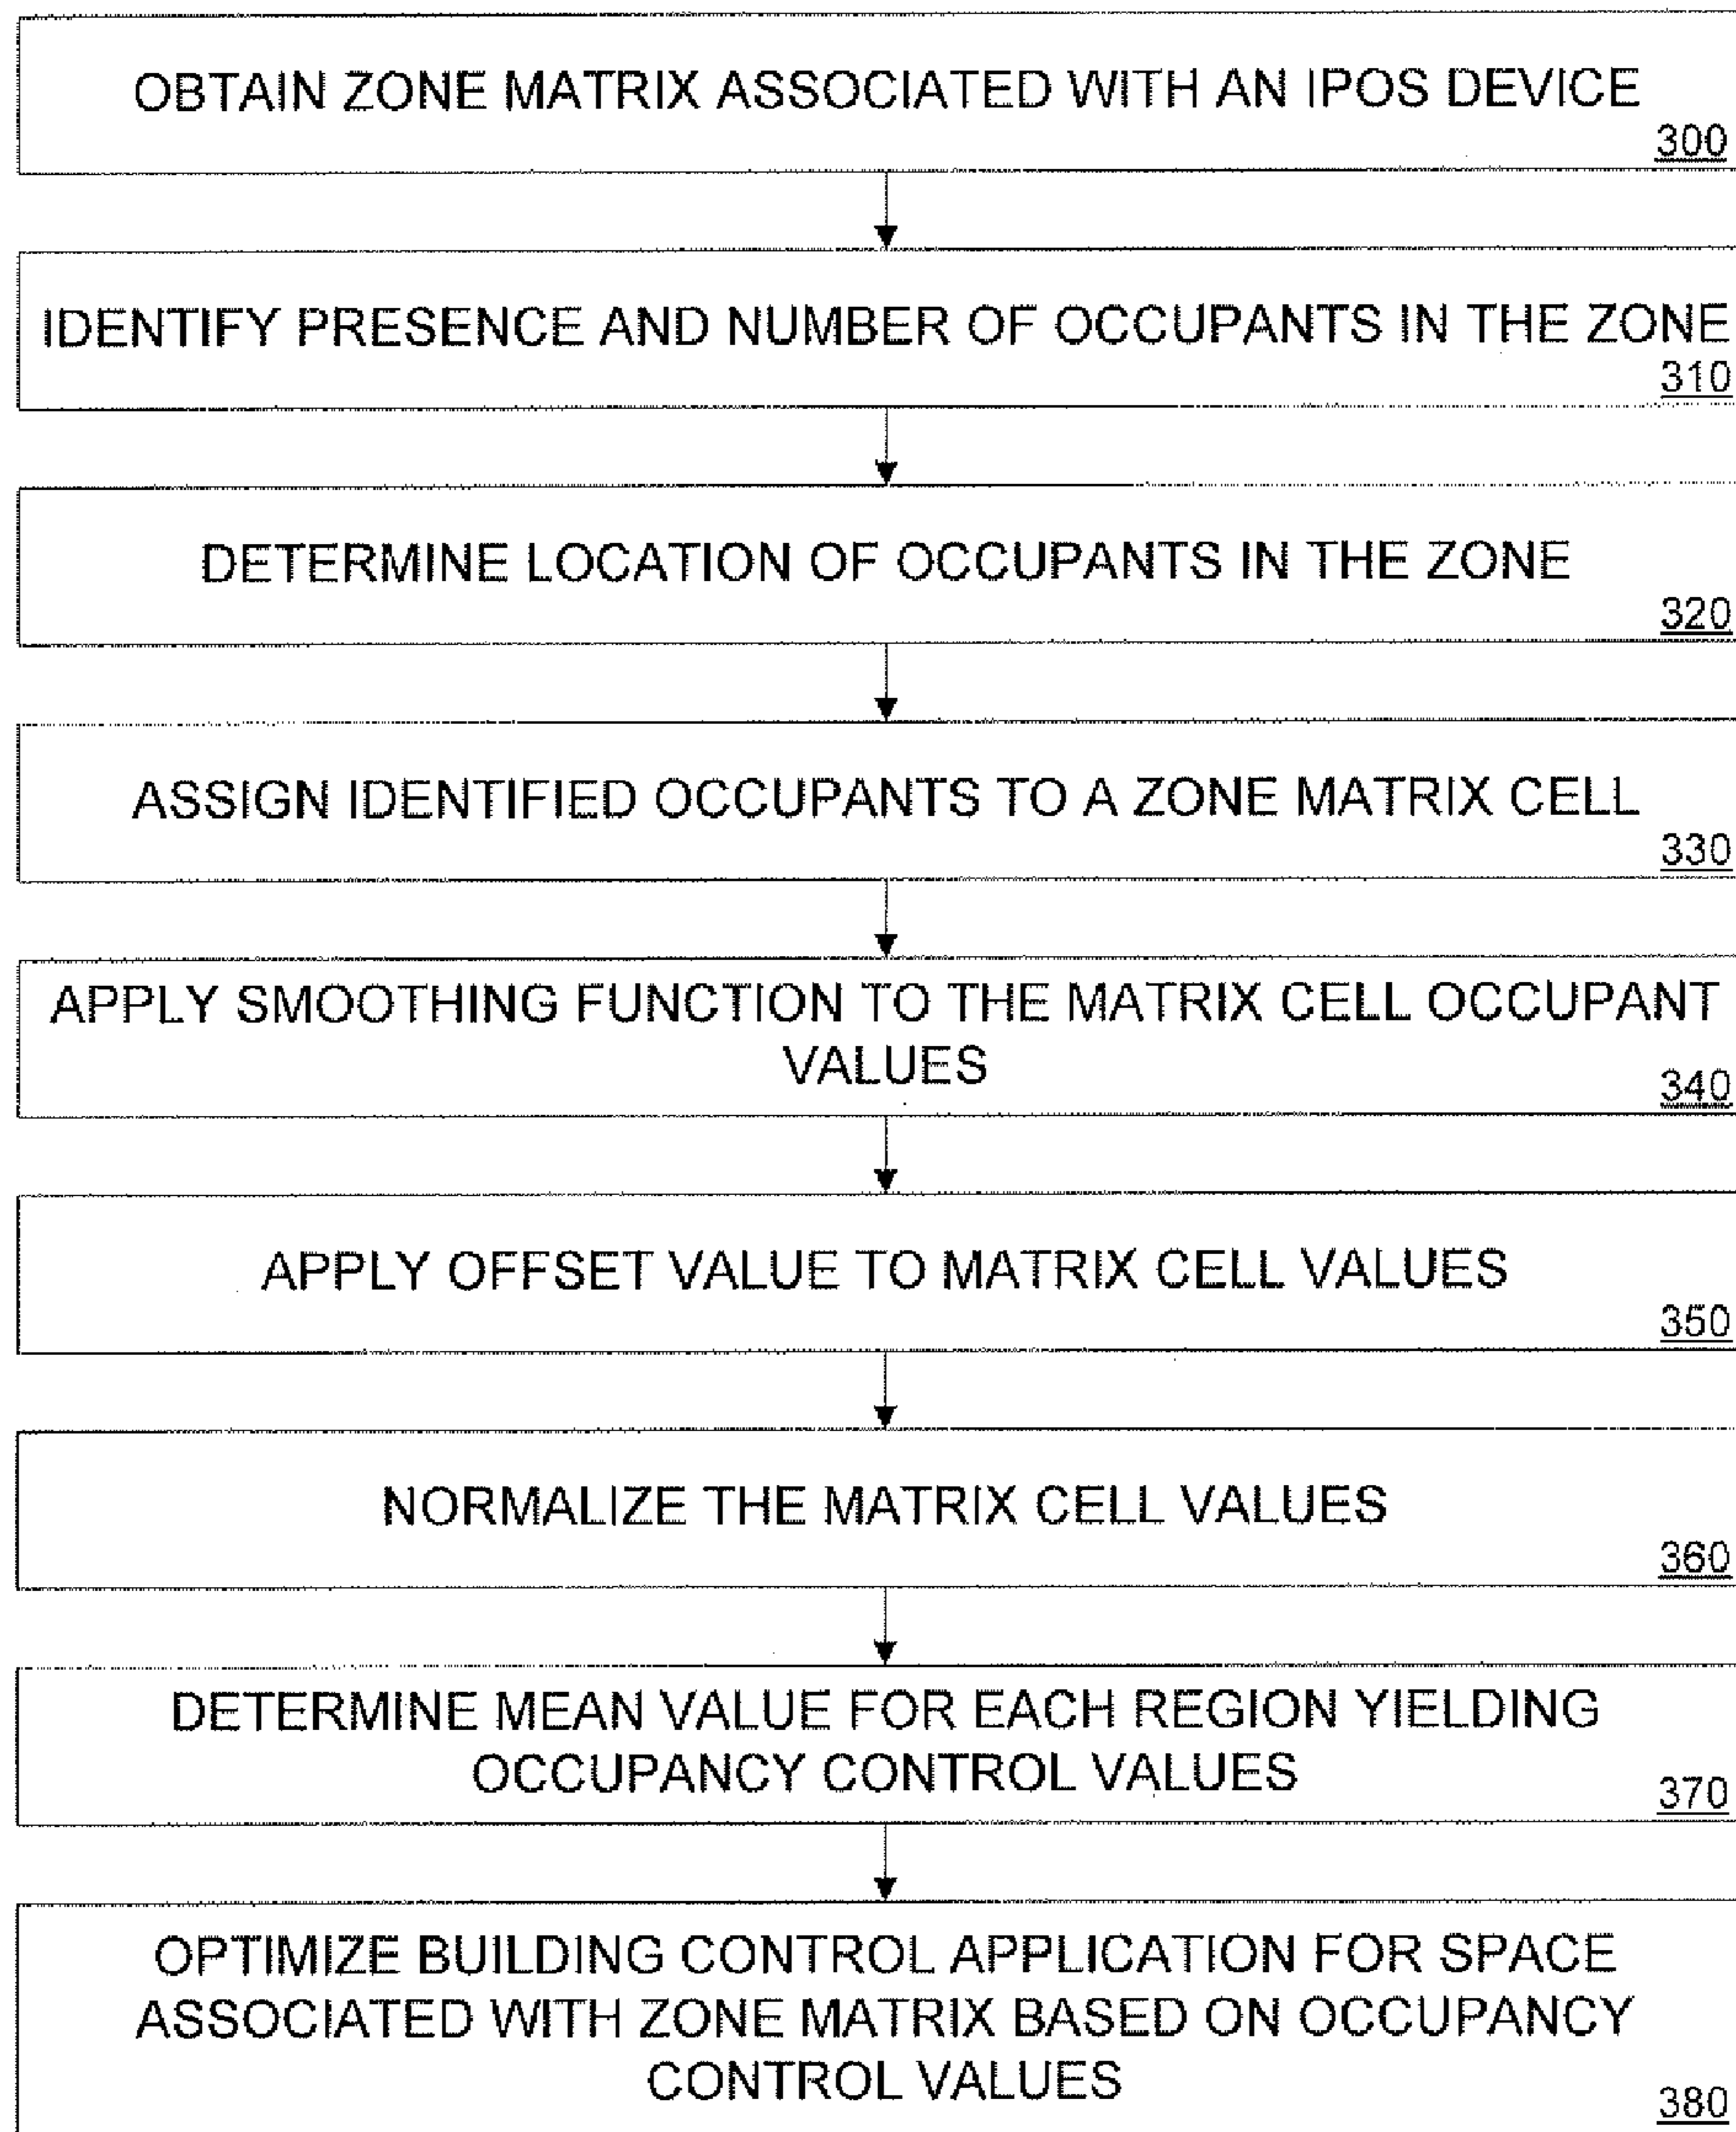 OBTAIN ZONE MATRIX ASSOCIATED WITH AN IPOS DEVICE
300
IDENTIFY PRESENCE AND NUMBER OF OCCUPANTS IN THE ZONE
310
DETERMINE LOCATION OF OCCUPANTS IN THE ZONE
320
ASSIGN IDENTIFIED OCCUPANTS TO A ZONE MATRIX CELL
330
APPLY SMOOTHING FUNCTION TO THE MATRIX CELL OCCUPANT
VALUES
340
APPLY OFFSET VALUE TO MATRIX CELL VALUES
350
NORMALIZE THE MATRIX CELL VALUES
360
DETERMINE MEAN VALUE FOR EACH REGION YIELDING
OCCUPANCY CONTROL VALUES
370
OPTIMIZE BUILDING CONTROL APPLICATION FOR SPACE
ASSOCIATED WITH ZONE MATRIX BASED ON OCCUPANCY
CONTROL VALUES
380